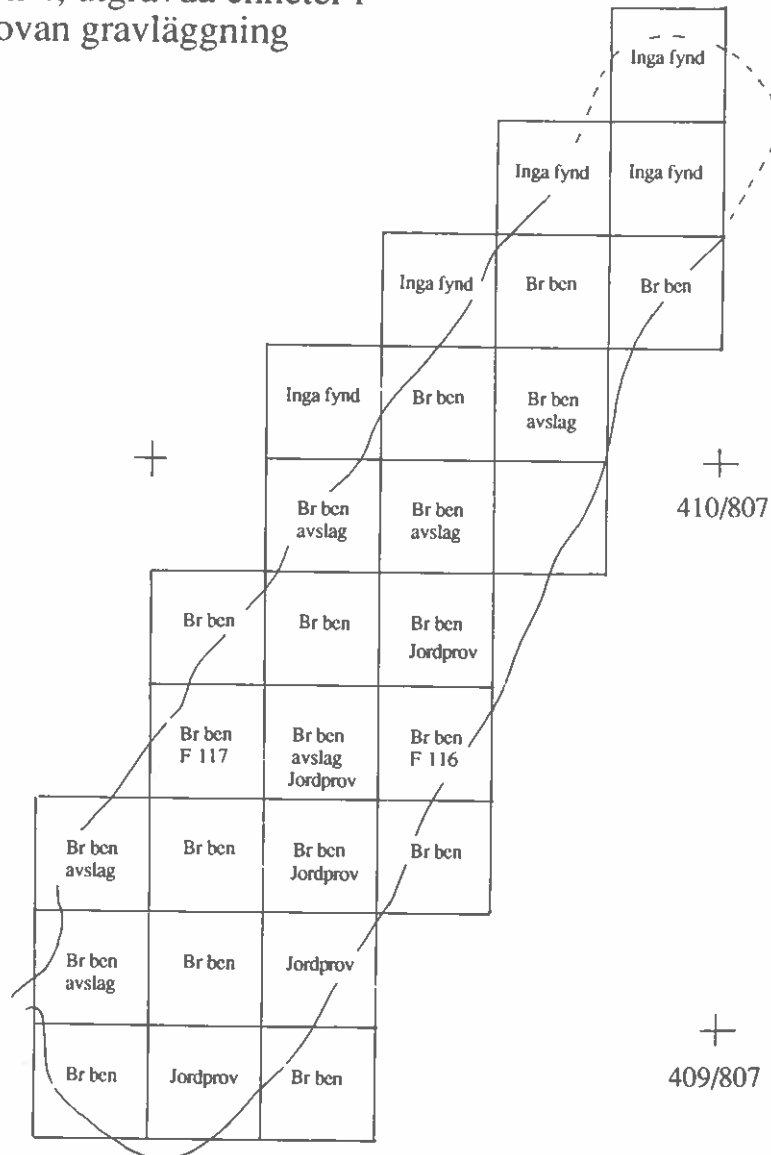 utgrävda enheter i
ovan gravläggning
Inga fynd
Inga fynd Inga fynd
Inga fynd Br ben Br ben
Inga fynd Br ben Br ben
avslag
Br ben Br ben
avslag avslag
410/807
Br ben Br ben Br ben
Jordprov
Br ben Br ben Br ben
F 117 avslag F 116
Jordprov
Br ben Br ben Br ben Br ben
avslag Jordprov
Br ben Br ben Jordprov
avslag
Br ben Jordprov Br ben
409/807